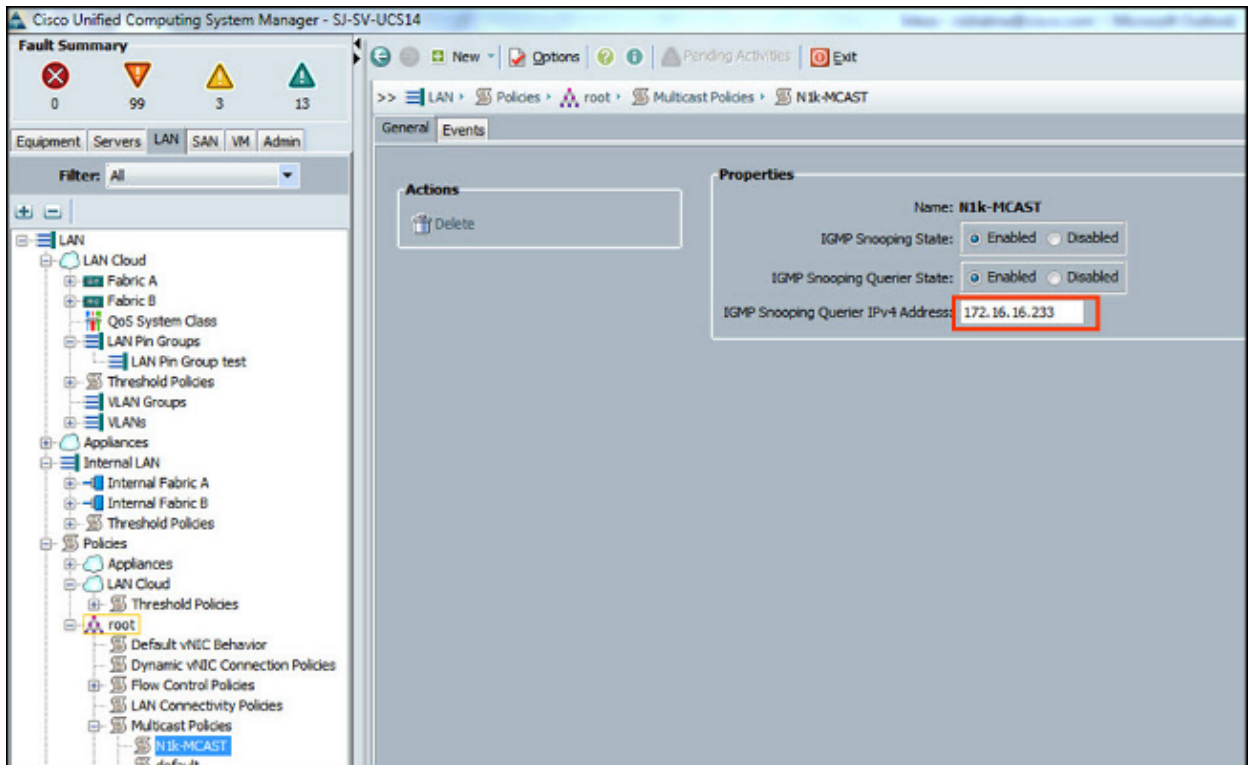 Cisco Unified Computing System Manager - SJ-SV-UCS14
Fault Summary
0 99 3 13
Equipment Servers LAN SAN VM Admin
Filter: All
LAN
LAN Cloud
Fabric A
Fabric B
QoS System Class
LAN Pin Groups
LAN Pin Group test
Threshold Policies
VLAN Groups
VLANs
Appliances
Internal LAN
Internal Fabric A
Internal Fabric B
Threshold Policies
Policies
Appliances
LAN Cloud
Threshold Policies
root
Default vNIC Behavior
Dynamic vNIC Connection Policies
Flow Control Policies
LAN Connectivity Policies
Multicast Policies
N1k-MCAST
default
New Options Pending Activities Exit
>> LAN Policies root Multicast Policies N1k-MCAST
General Events
Actions
Delete
Properties
Name: N1k-MCAST
IGMP Snooping State: Enabled Disabled
IGMP Snooping Querier State: Enabled Disabled
IGMP Snooping Querier IPv4 Address: 172.16.16.233